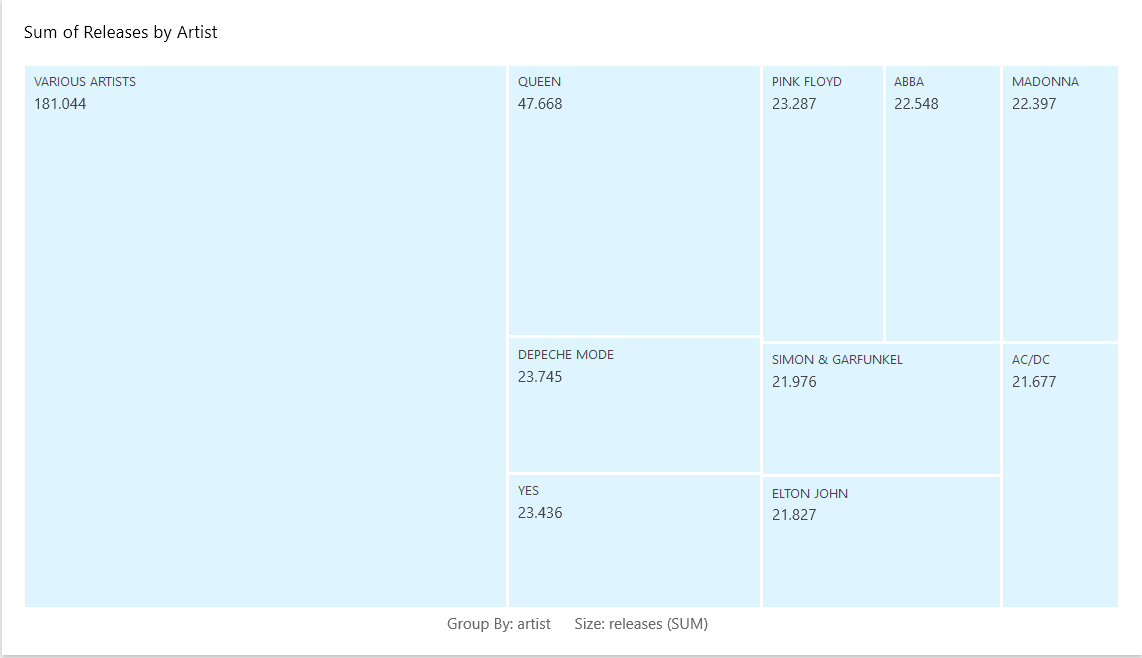 Sum of Releases by Artist
VARIOUS ARTISTS
181.044
QUEEN
47.668
DEPECHE MODE
23.745
YES
23.436
PINK FLOYD
23.287
ABBA
22.548
MADONNA
22.397
SIMON & GARFUNKEL
21.976
ELTON JOHN
21.827
AC/DC
21.677
Group By: artist Size: releases (SUM)